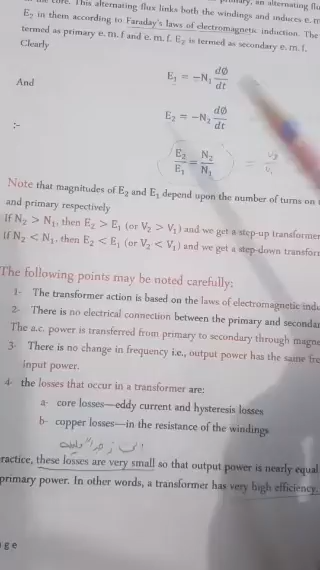 the core. This alternating flux links both the windings and induces e. m
E₂ in them according to Faraday's laws of electromagnetic induction. The
termed as primary e. m. f and e. m. f. E₂ is termed as secondary e. m. f.
Clearly
E₁ = −N₁ dØ/dt
And
E₂ = −N₂ dØ/dt
:-
E₂/E₁ = N₂/N₁ =
Note that magnitudes of E₂ and E₁ depend upon the number of turns on
and primary respectively
If N₂ > N₁, then E₂ > E₁ (or V₂ > V₁) and we get a step-up transformer
If N₂ < N₁, then E₂ < E₁ (or V₂ < V₁) and we get a step-down transform
The following points may be noted carefully:
1- The transformer action is based on the laws of electromagnetic indu
2- There is no electrical connection between the primary and secondar
The a.c. power is transferred from primary to secondary through magne
3- There is no change in frequency i.e., output power has the same fre
input power.
4- the losses that occur in a transformer are:
a- core losses—eddy current and hysteresis losses
b- copper losses—in the resistance of the windings
ractice, these losses are very small so that output power is nearly equal
primary power. In other words, a transformer has very high efficiency.
g e